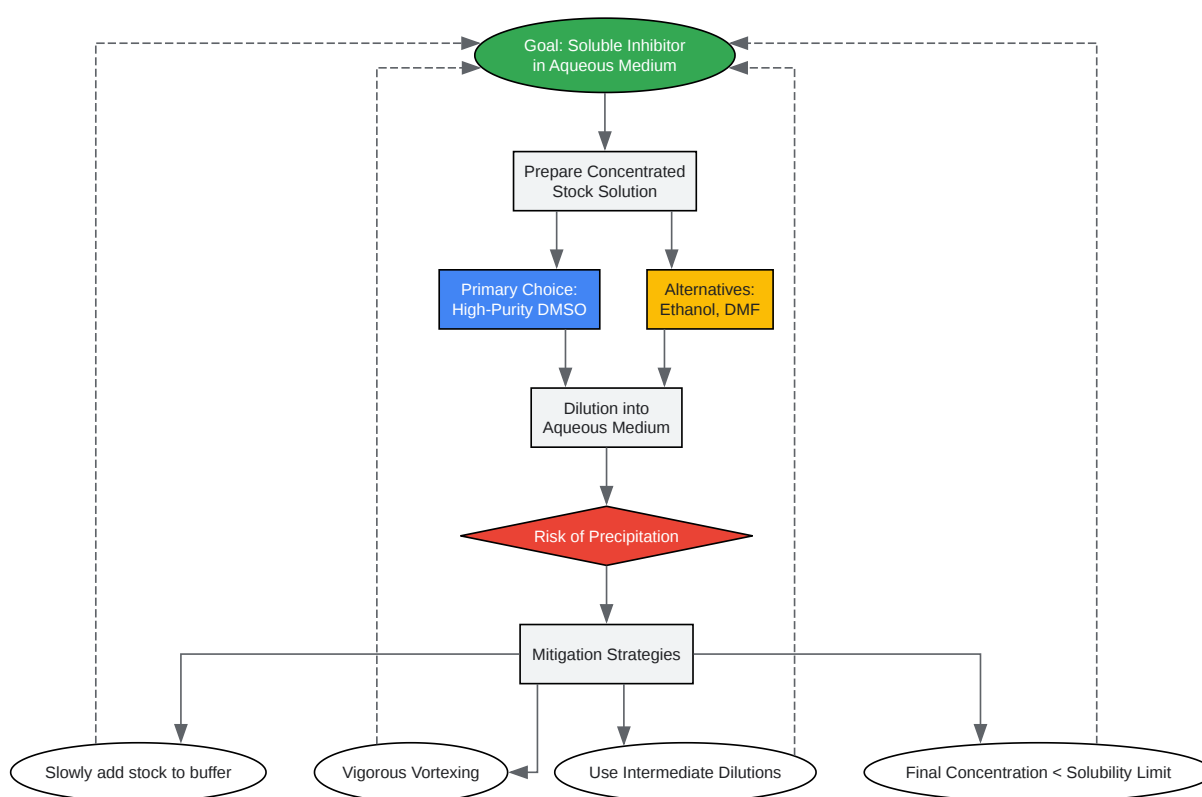 Goal: Soluble Inhibitor
in Aqueous Medium
Prepare Concentrated
Stock Solution
Primary Choice:
High-Purity DMSO
Alternatives:
Ethanol, DMF
Dilution into
Aqueous Medium
Risk of Precipitation
Mitigation Strategies
Slowly add stock to buffer
Vigorous Vortexing
Use Intermediate Dilutions
Final Concentration < Solubility Limit